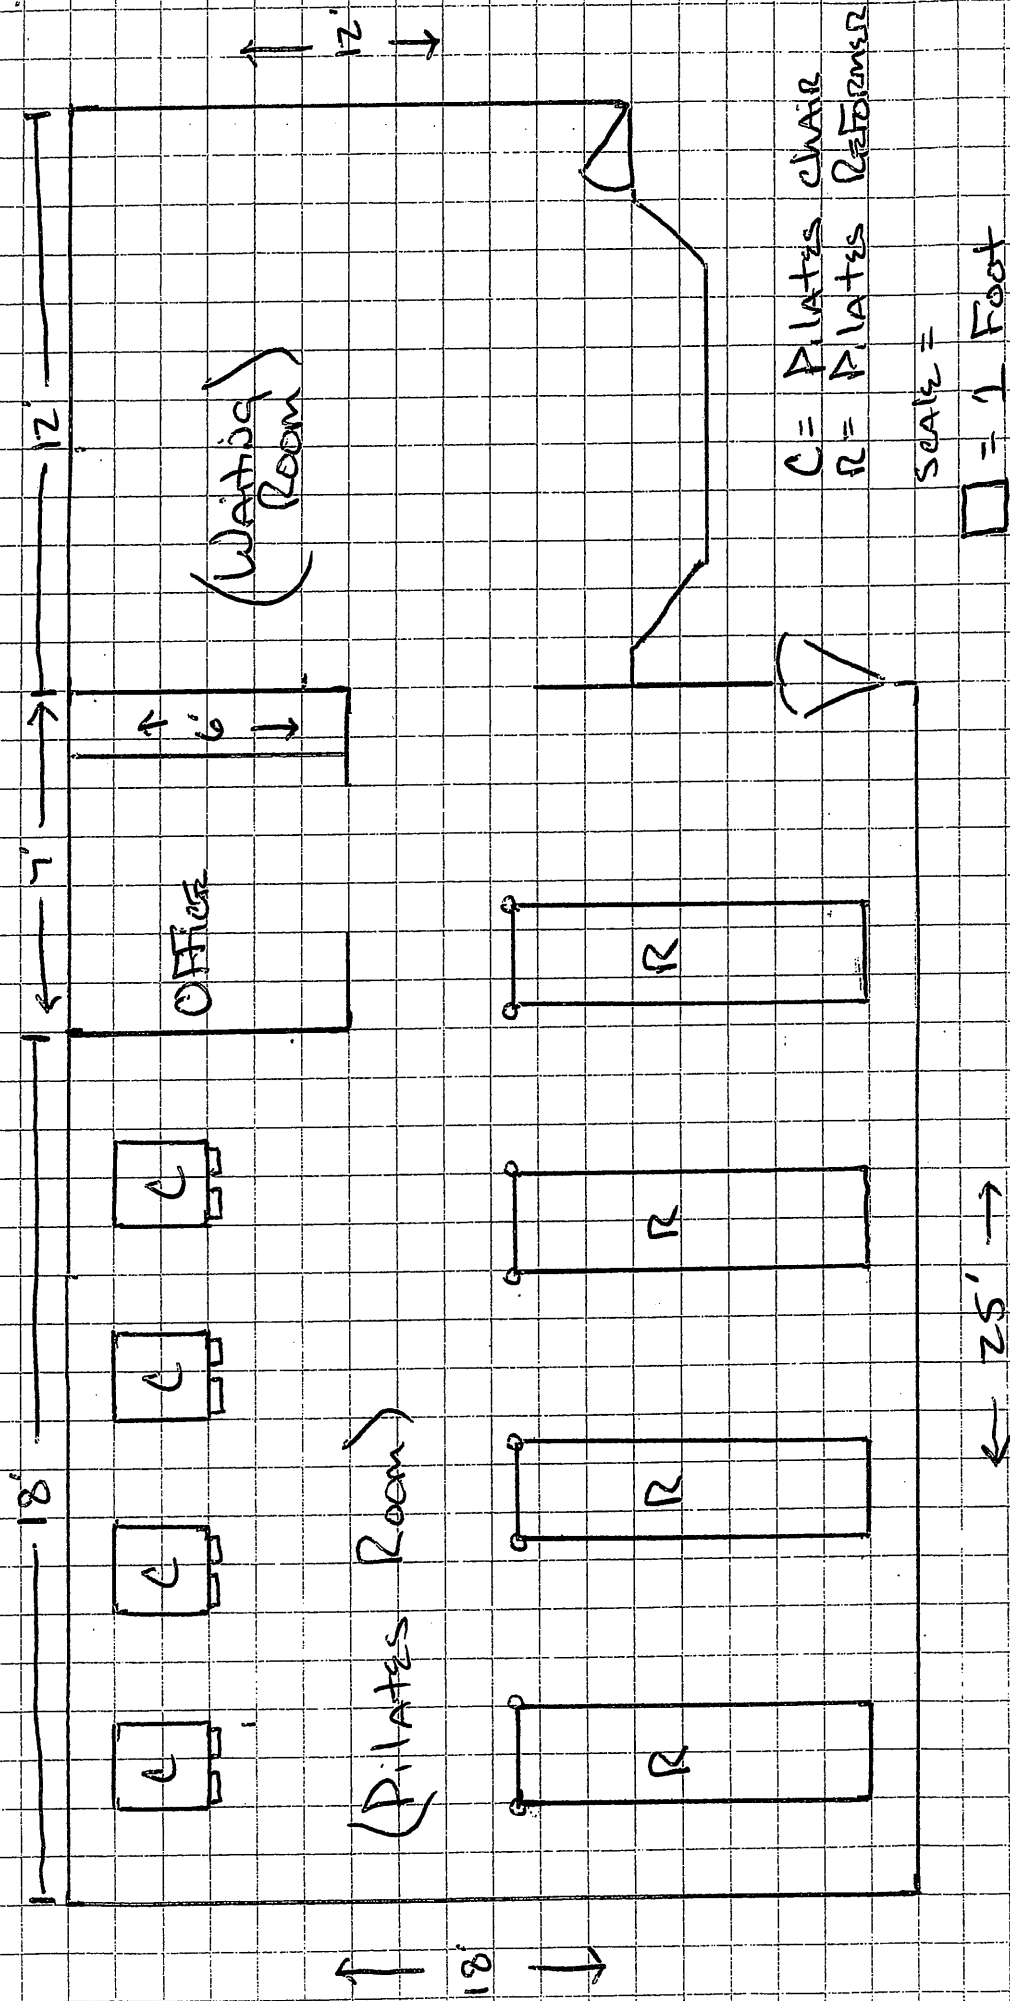 18'
7'
12'
C
C
C
C
OFFICE
6'
(Waiting
Room)
12'
18'
(Pilates Room)
R
R
R
R
C = Pilates Chair
R = Pilates Reformer
Scale =
= 1 Foot
25'